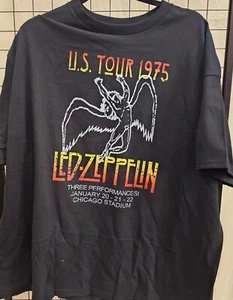 U.S. TOUR 1975
LED-ZEPPELIN
THREE PERFORMANCES!
JANUARY 20 - 21 - 22
CHICAGO STADIUM